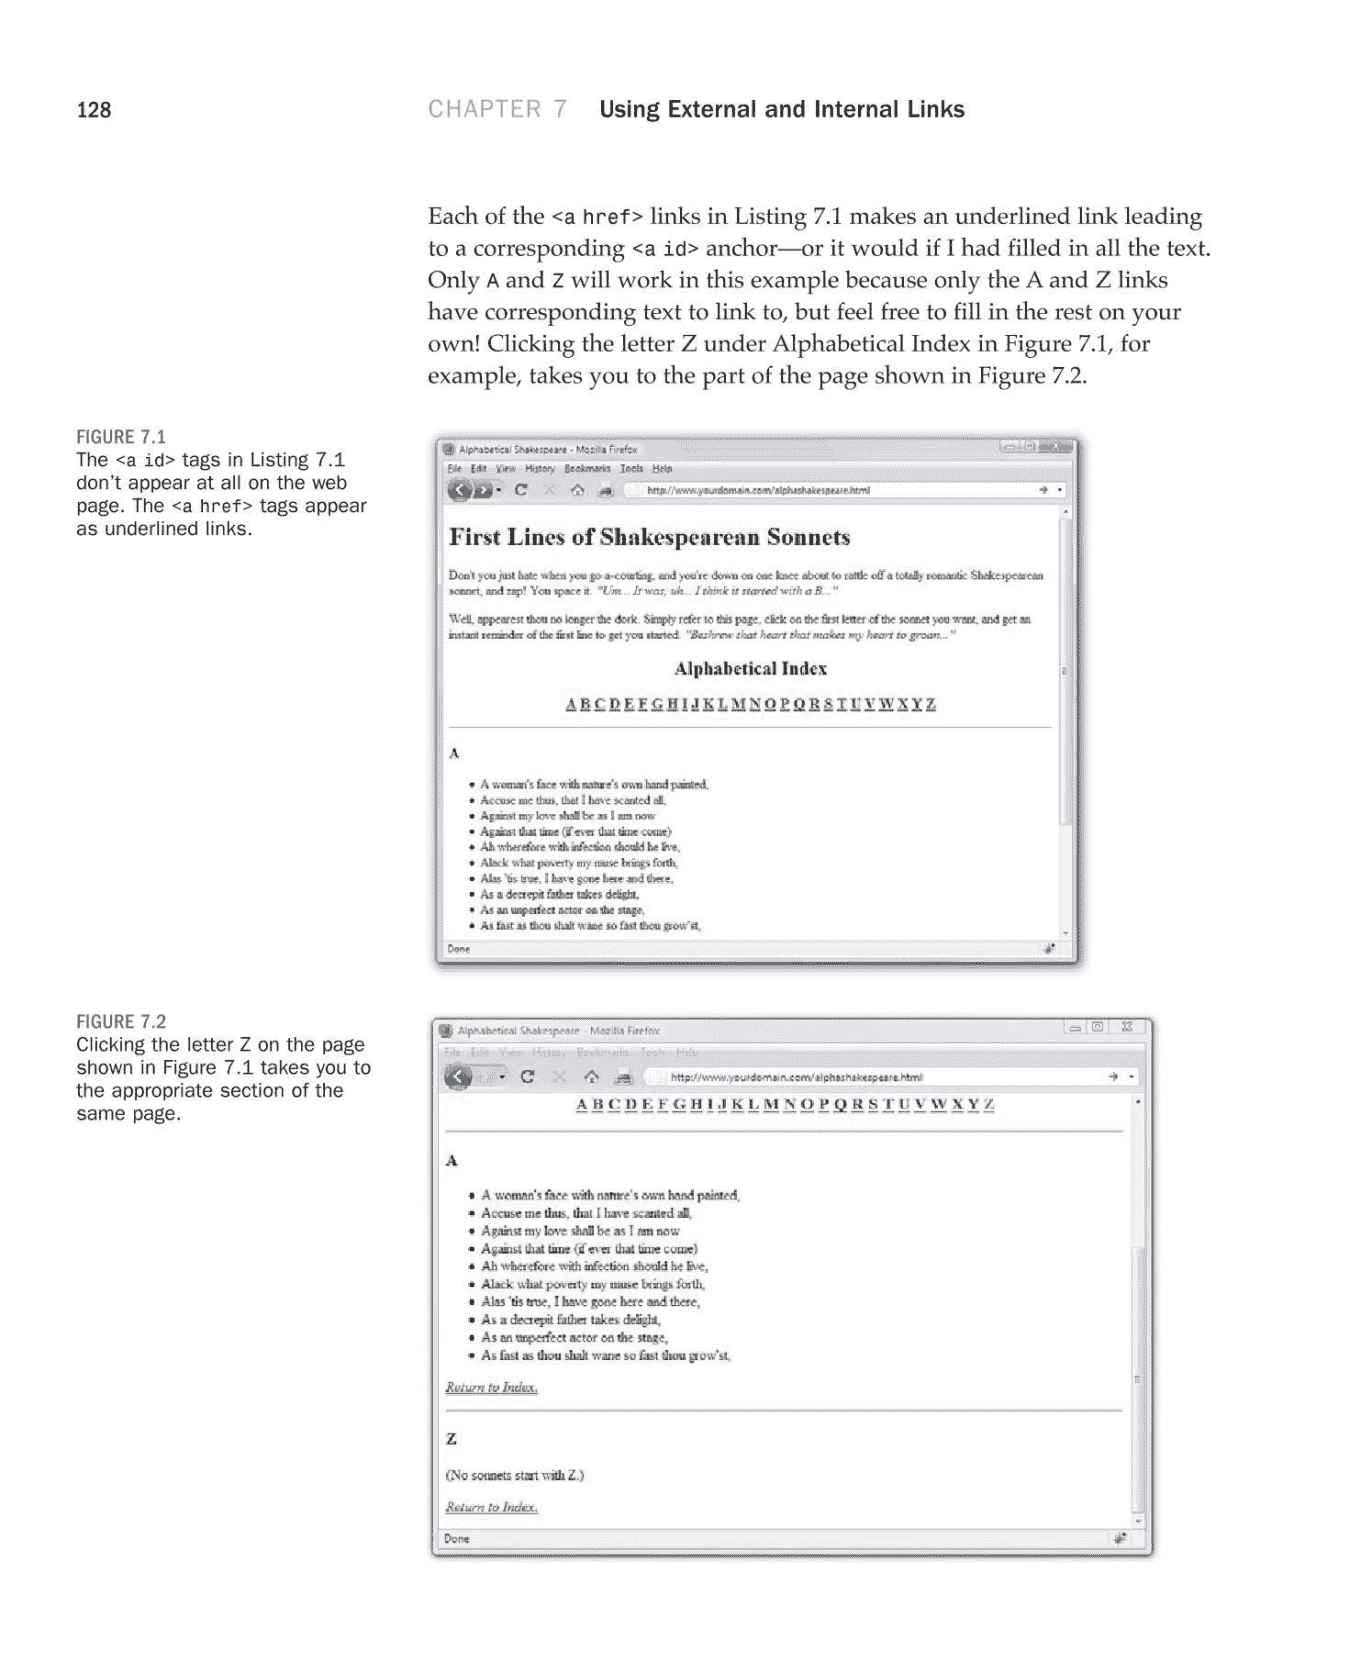 128
CHAPTER 7 Using External and Internal Links
Each of the <a href> links in Listing 7.1 makes an underlined link leading
to a corresponding <a id> anchor—or it would if I had filled in all the text.
Only A and Z will work in this example because only the A and Z links
have corresponding text to link to, but feel free to fill in the rest on your
own! Clicking the letter Z under Alphabetical Index in Figure 7.1, for
example, takes you to the part of the page shown in Figure 7.2.
FIGURE 7.1
The <a id> tags in Listing 7.1
don't appear at all on the web
page. The <a href> tags appear
as underlined links.
Alphabetical Shakespeare - Mozilla Firefox
File Edit View History Bookmarks Tools Help
http://www.yourdomain.com/alphashakespeare.html
First Lines of Shakespearean Sonnets
Don't you just hate when you go a-courting, and you're down on one knee about to rattle off a totally romantic Shakespearean
sonnet, and zap! You space it. "Um... It was, uh... I think it started with a B..."
Well, appearest thou no longer the dork. Simply refer to this page, click on the first letter of the sonnet you want, and get an
instant reminder of the first line to get you started. "Beshrew that heart that makes my heart to groan..."
Alphabetical Index
A B C D E F G H I J K L M N O P Q R S T U V W X Y Z
A
• A woman's face with nature's own hand painted,
• Accuse me thus, that I have scanted all,
• Against my love shall be as I am now
• Against that time (if ever that time come)
• Ah wherefore with infection should he live,
• Alack what poverty my muse brings forth,
• Alas 'tis true, I have gone here and there,
• As a decrepit father takes delight,
• As an unperfect actor on the stage,
• As fast as thou shalt wane so fast thou grow'st,
Done
FIGURE 7.2
Clicking the letter Z on the page
shown in Figure 7.1 takes you to
the appropriate section of the
same page.
Alphabetical Shakespeare - Mozilla Firefox
File Edit View History Bookmarks Tools Help
http://www.yourdomain.com/alphashakespeare.html
A B C D E F G H I J K L M N O P Q R S T U V W X Y Z
A
• A woman's face with nature's own hand painted,
• Accuse me thus, that I have scanted all,
• Against my love shall be as I am now
• Against that time (if ever that time come)
• Ah wherefore with infection should he live,
• Alack what poverty my muse brings forth,
• Alas 'tis true, I have gone here and there,
• As a decrepit father takes delight,
• As an unperfect actor on the stage,
• As fast as thou shalt wane so fast thou grow'st,
Return to Index.
Z
(No sonnets start with Z.)
Return to Index.
Done